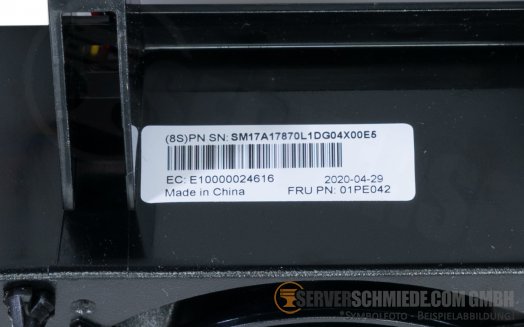 (8S)PN SN: SM17A17870L1DG04X00E5
EC: E10000024616 2020-04-29
Made in China FRU PN: 01PE042
SERVERSCHMIEDE.COM GMBH
*SYMBOLFOTO - BEISPIELABBILDUNG*